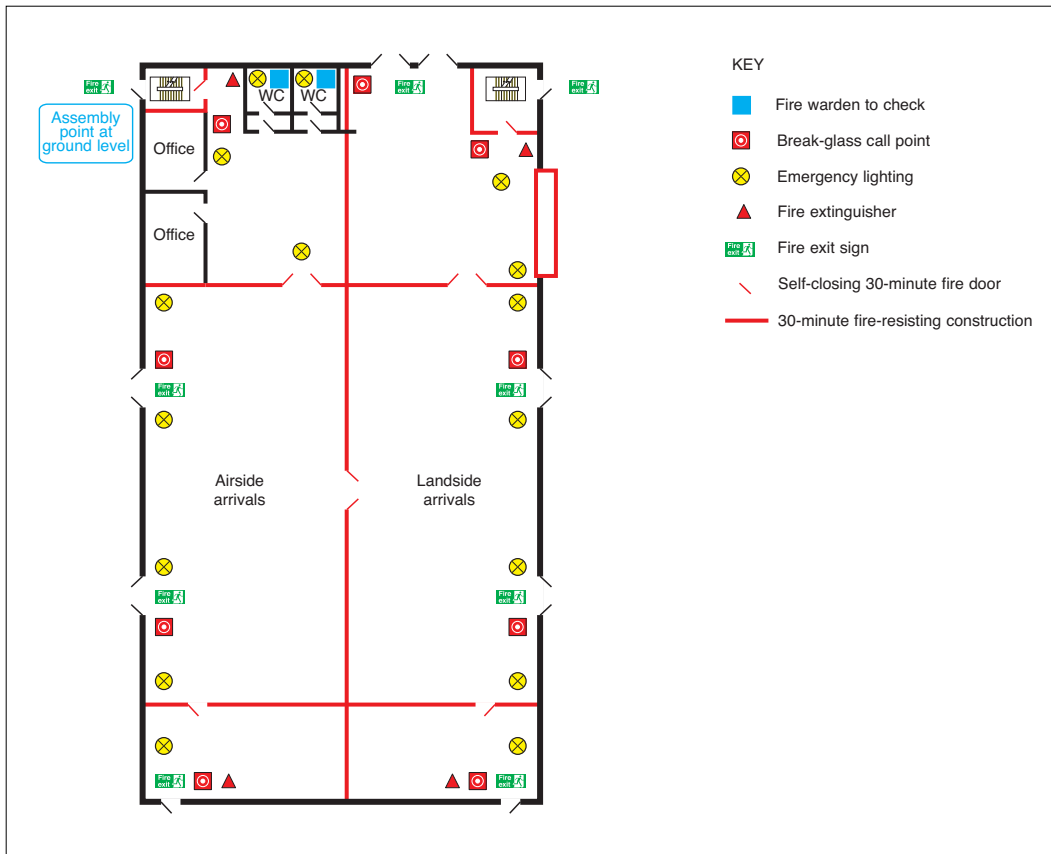 KEY
Fire warden to check
Break-glass call point
Emergency lighting
Fire extinguisher
Fire
exit
Fire exit sign
Self-closing 30-minute fire door
30-minute fire-resisting construction
Fire
exit
WC
WC
Fire
exit
Fire
exit
Assembly
point at
ground level
Office
Office
Fire
exit
Fire
exit
Airside
arrivals
Landside
arrivals
Fire
exit
Fire
exit
Fire
exit
Fire
exit